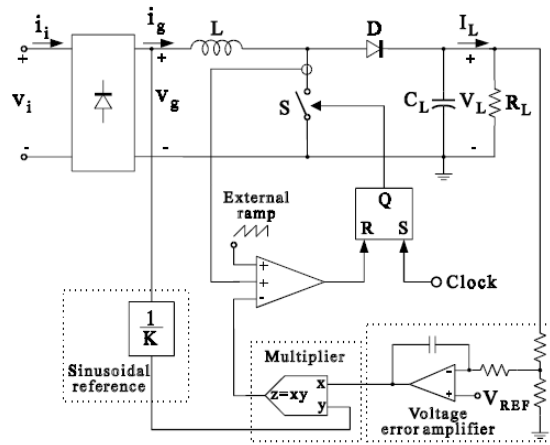 i_i
i_g
L
D
I_L
+
+
+
v_i
v_g
S
C_L
V_L
R_L
-
-
-
External
ramp
Q
R S
+
+
-
Clock
1
K
Sinusoidal
reference
Multiplier
z=xy
x
y
-
+
V_REF
Voltage
error amplifier